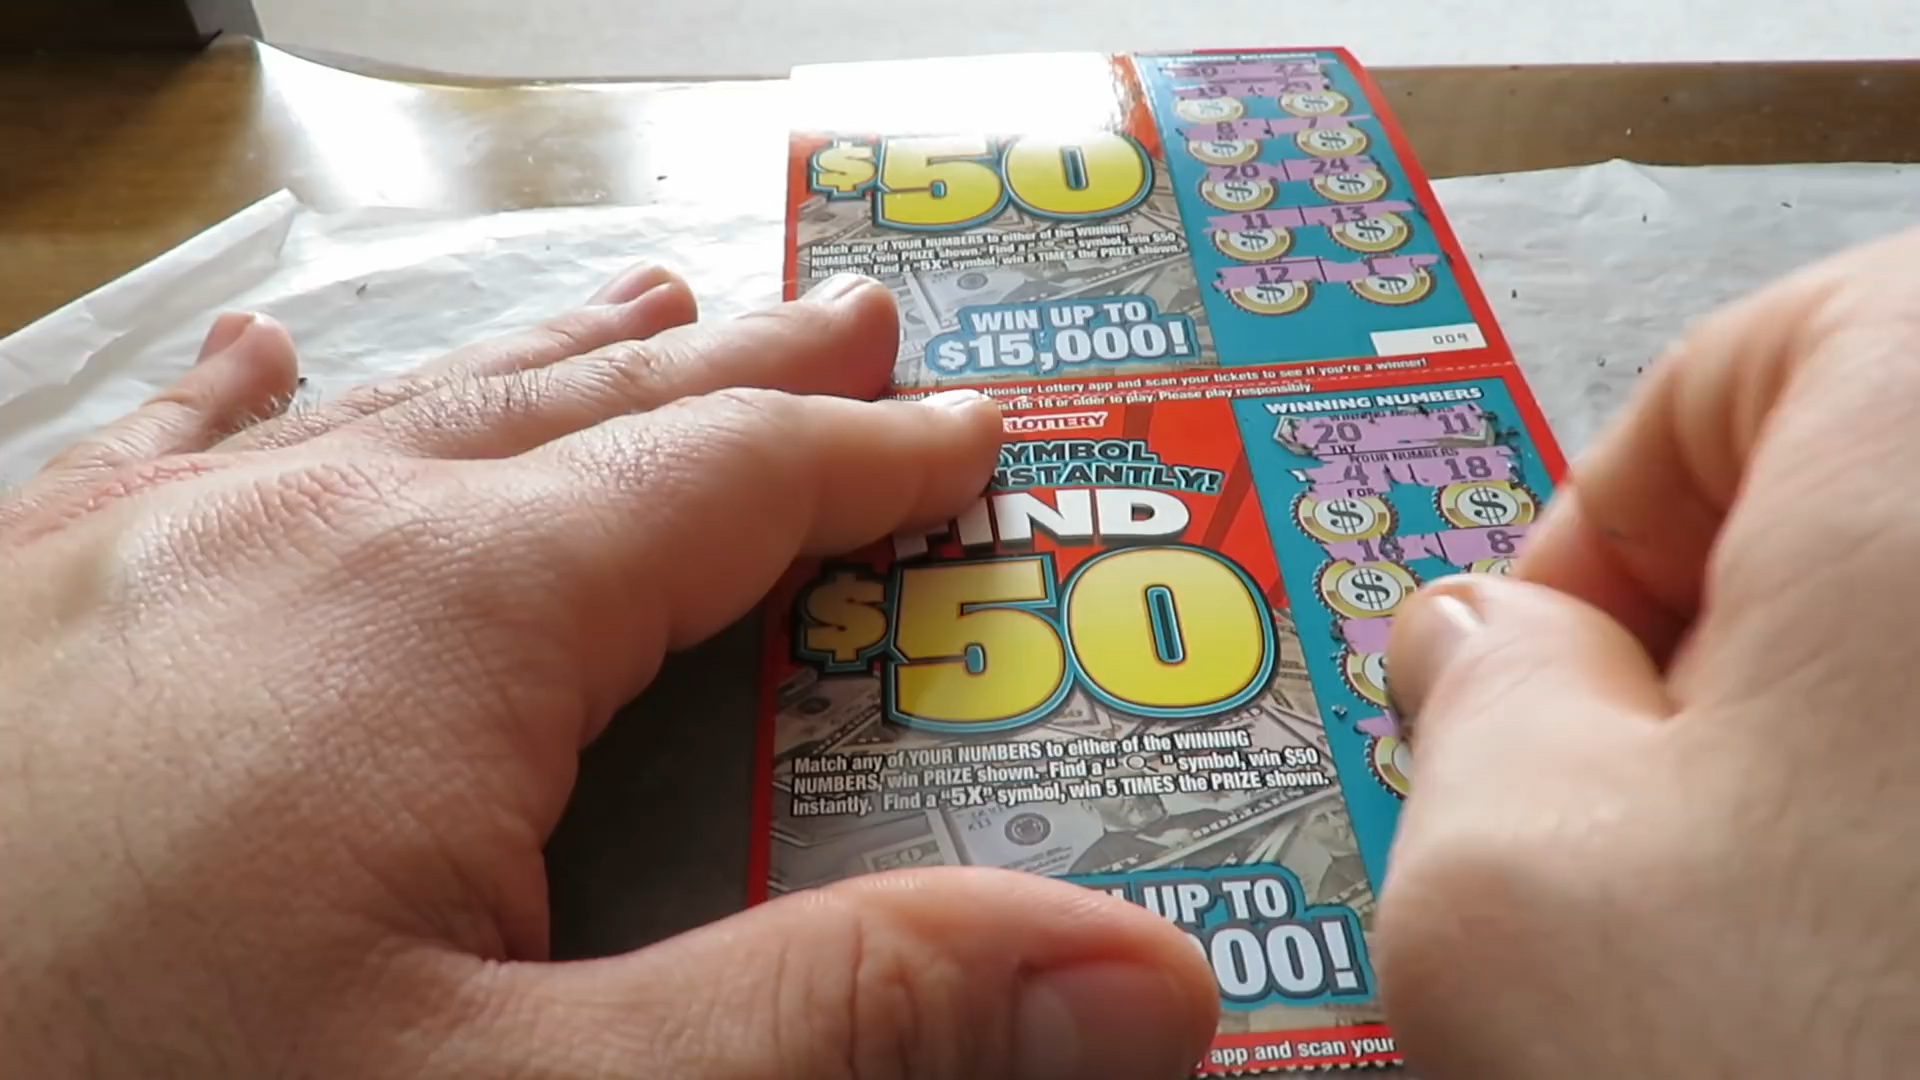 $50
Match any of YOUR NUMBERS to either of the WINNING
NUMBERS, win PRIZE shown. Find a " " symbol, win $50
instantly. Find a "5X" symbol, win 5 TIMES the PRIZE shown.
WIN UP TO
$15,000!
19 23
8 7
20 24
11 13
12 1
009
Hoosier Lottery app and scan your tickets to see if you're a winner!
be 18 or older to play. Please play responsibly.
LOTTERY
SYMBOL
INSTANTLY!
FIND
$50
Match any of YOUR NUMBERS to either of the WINNING
NUMBERS, win PRIZE shown. Find a " " symbol, win $50
instantly. Find a "5X" symbol, win 5 TIMES the PRIZE shown.
UP TO
00!
app and scan your
WINNING NUMBERS
WINNING NUMBERS
20 11
THY
YOUR NUMBERS
4 18
FOR
$ $
16 8
$